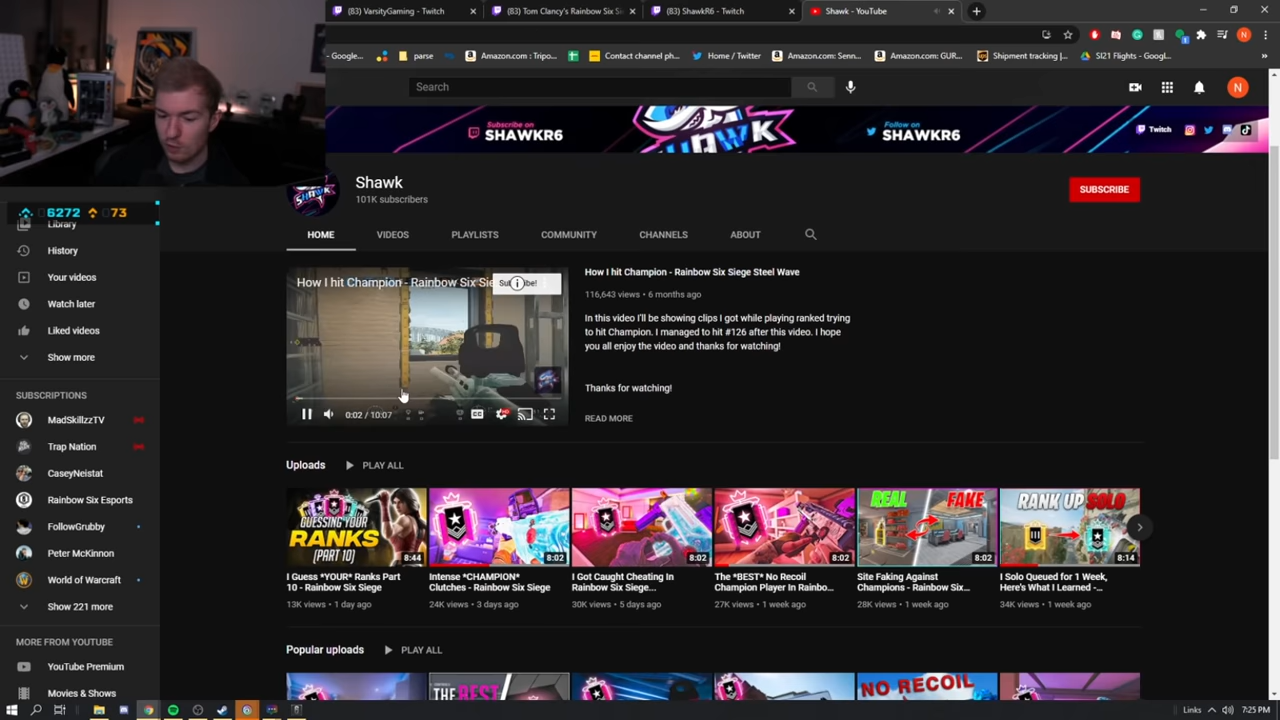 (83) VarsityGaming - Twitch
(83) Tom Clancy's Rainbow Six Si
(83) ShawkR6 - Twitch
Shawk - YouTube
Google...
parse
Amazon.com : Tripo...
Contact channel ph...
Home / Twitter
Amazon.com: Senn...
Amazon.com: GUR...
Shipment tracking |...
SI21 Flights - Googl...
Search
N
Subscribe on
SHAWKR6
SHAWK
Follow on
SHAWKR6
Twitch
SHAWK
Shawk
101K subscribers
SUBSCRIBE
6272 73
HOME
VIDEOS
PLAYLISTS
COMMUNITY
CHANNELS
ABOUT
Library
History
Your videos
Watch later
Liked videos
Show more
SUBSCRIPTIONS
MadSkillzzTV
Trap Nation
CaseyNeistat
Rainbow Six Esports
FollowGrubby
Peter McKinnon
World of Warcraft
Show 221 more
MORE FROM YOUTUBE
YouTube Premium
Movies & Shows
How I hit Champion - Rainbow Six Sie
0:02 / 10:07
How I hit Champion - Rainbow Six Siege Steel Wave
116,643 views • 6 months ago
In this video I'll be showing clips I got while playing ranked trying
to hit Champion. I managed to hit #126 after this video. I hope
you all enjoy the video and thanks for watching!
Thanks for watching!
READ MORE
Uploads
PLAY ALL
GUESSING YOUR
RANKS
(PART 10)
8:44
I Guess *YOUR* Ranks Part
10 - Rainbow Six Siege
13K views • 1 day ago
8:02
Intense *CHAMPION*
Clutches - Rainbow Six Siege
24K views • 3 days ago
8:02
I Got Caught Cheating In
Rainbow Six Siege...
30K views • 5 days ago
8:02
The *BEST* No Recoil
Champion Player In Rainbo...
27K views • 1 week ago
REAL FAKE
8:02
Site Faking Against
Champions - Rainbow Six...
28K views • 1 week ago
RANK UP SOLO
8:14
I Solo Queued for 1 Week,
Here's What I Learned -...
34K views • 1 week ago
Popular uploads
PLAY ALL
THE BEST
NO RECOIL
Links
7:25 PM